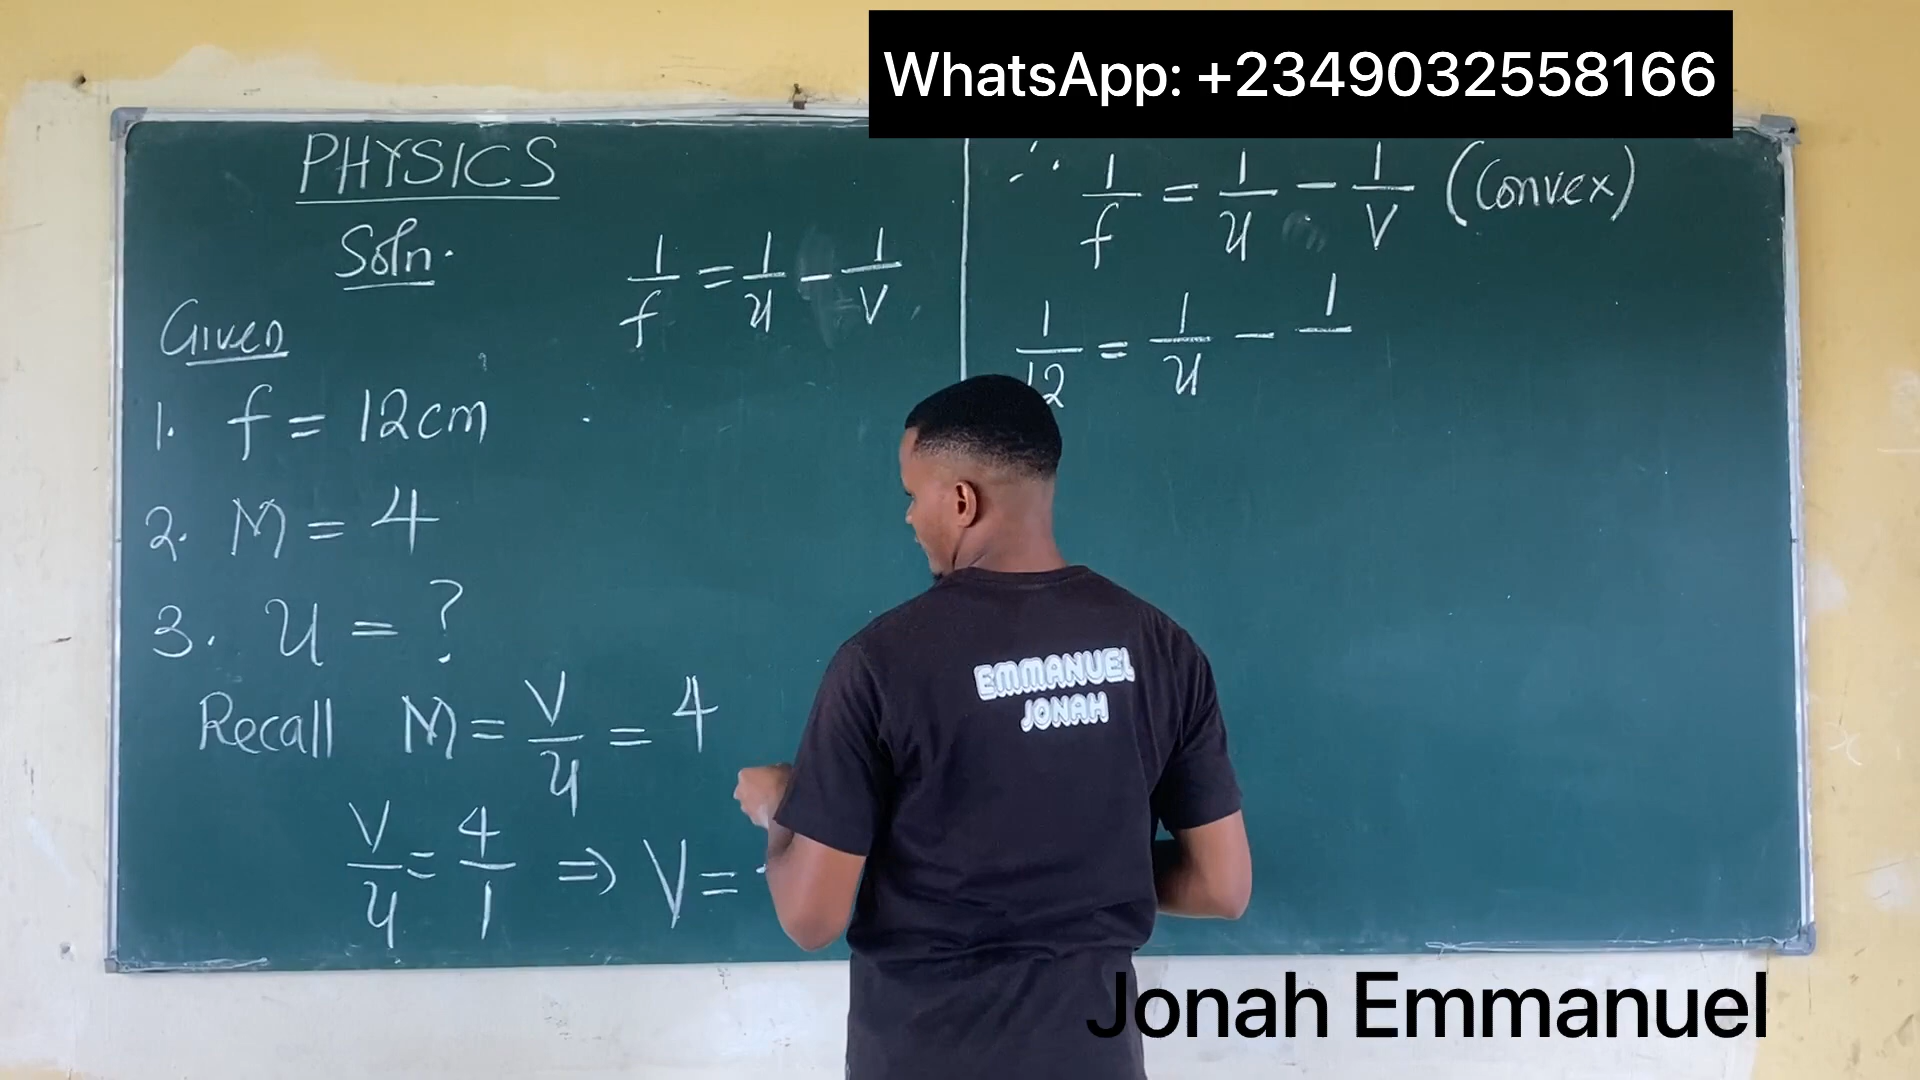 WhatsApp: +2349032558166
PHYSICS
Soln.
1/f = 1/u - 1/v
Given
1. f = 12cm
2. M = 4
3. u = ?
Recall M = v/u = 4
v/u = 4/1 ⇒ v =
∴ 1/f = 1/u - 1/v (Convex)
1/12 = 1/u - 1/
EMMANUEL
JONAH
Jonah Emmanuel